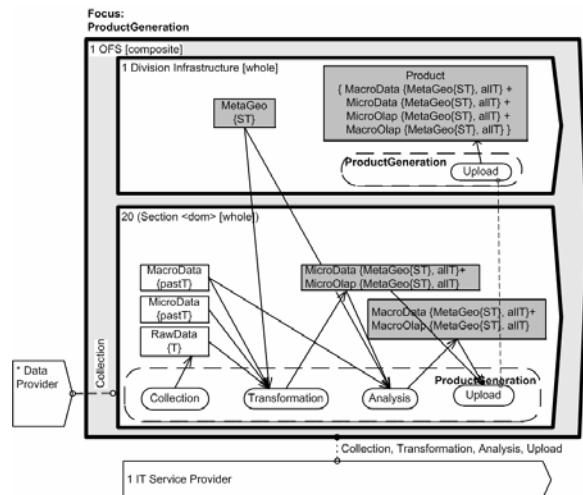 Focus:
ProductGeneration
1 OFS [composite]
1 Division Infrastructure [whole]
MetaGeo
{ST}
Product
{ MacroData {MetaGeo{ST}, allT} +
MicroData {MetaGeo{ST}, allT} +
MicroOlap {MetaGeo{ST}, allT} +
MacroOlap {MetaGeo{ST}, allT} }
ProductGeneration
Upload
20 (Section <dom> [whole])
MacroData
{pastT}
MicroData
{pastT}
RawData
{T}
MicroData {MetaGeo{ST}, allT}+
MicroOlap {MetaGeo{ST}, allT}
MacroData {MetaGeo{ST}, allT}+
MacroOlap {MetaGeo{ST}, allT}
ProductGeneration
Collection
Transformation
Analysis
Upload
* Data
Provider
Collection
Collection, Transformation, Analysis, Upload
1 IT Service Provider